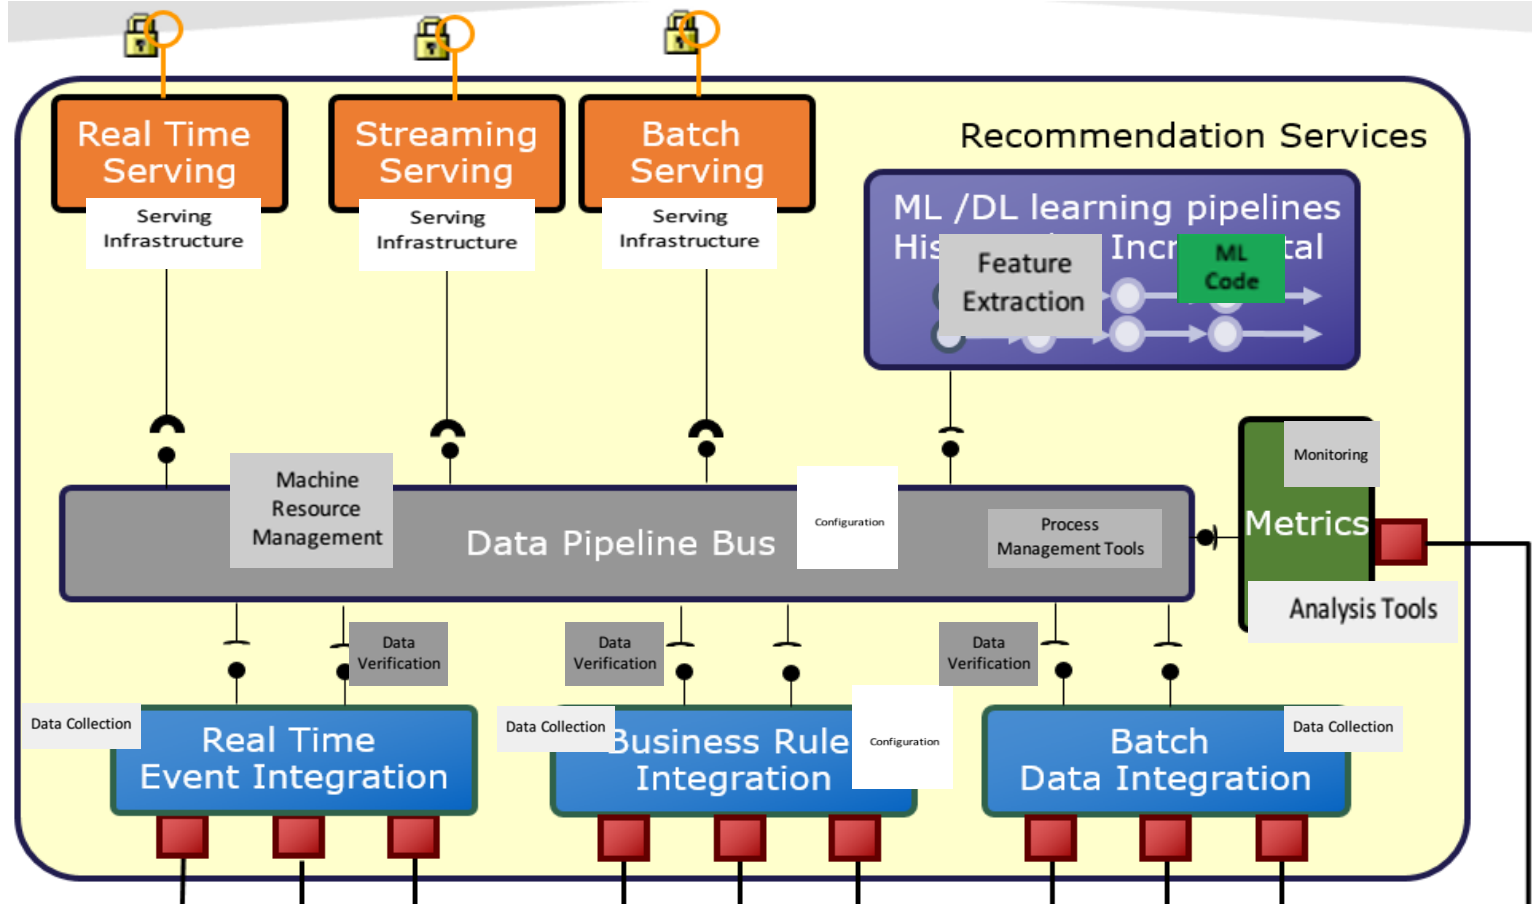 Real Time
Serving
Serving
Infrastructure
Streaming
Serving
Serving
Infrastructure
Batch
Serving
Serving
Infrastructure
Recommendation Services
ML /DL learning pipelines
His
Incr
tal
Feature
Extraction
ML
Code
Machine
Resource
Management
Data Pipeline Bus
Configuration
Process
Management Tools
Monitoring
Metrics
Analysis Tools
Data
Verification
Data
Verification
Data
Verification
Data Collection
Real Time
Event Integration
Data Collection
Business Rule
Integration
Configuration
Batch
Data Integration
Data Collection